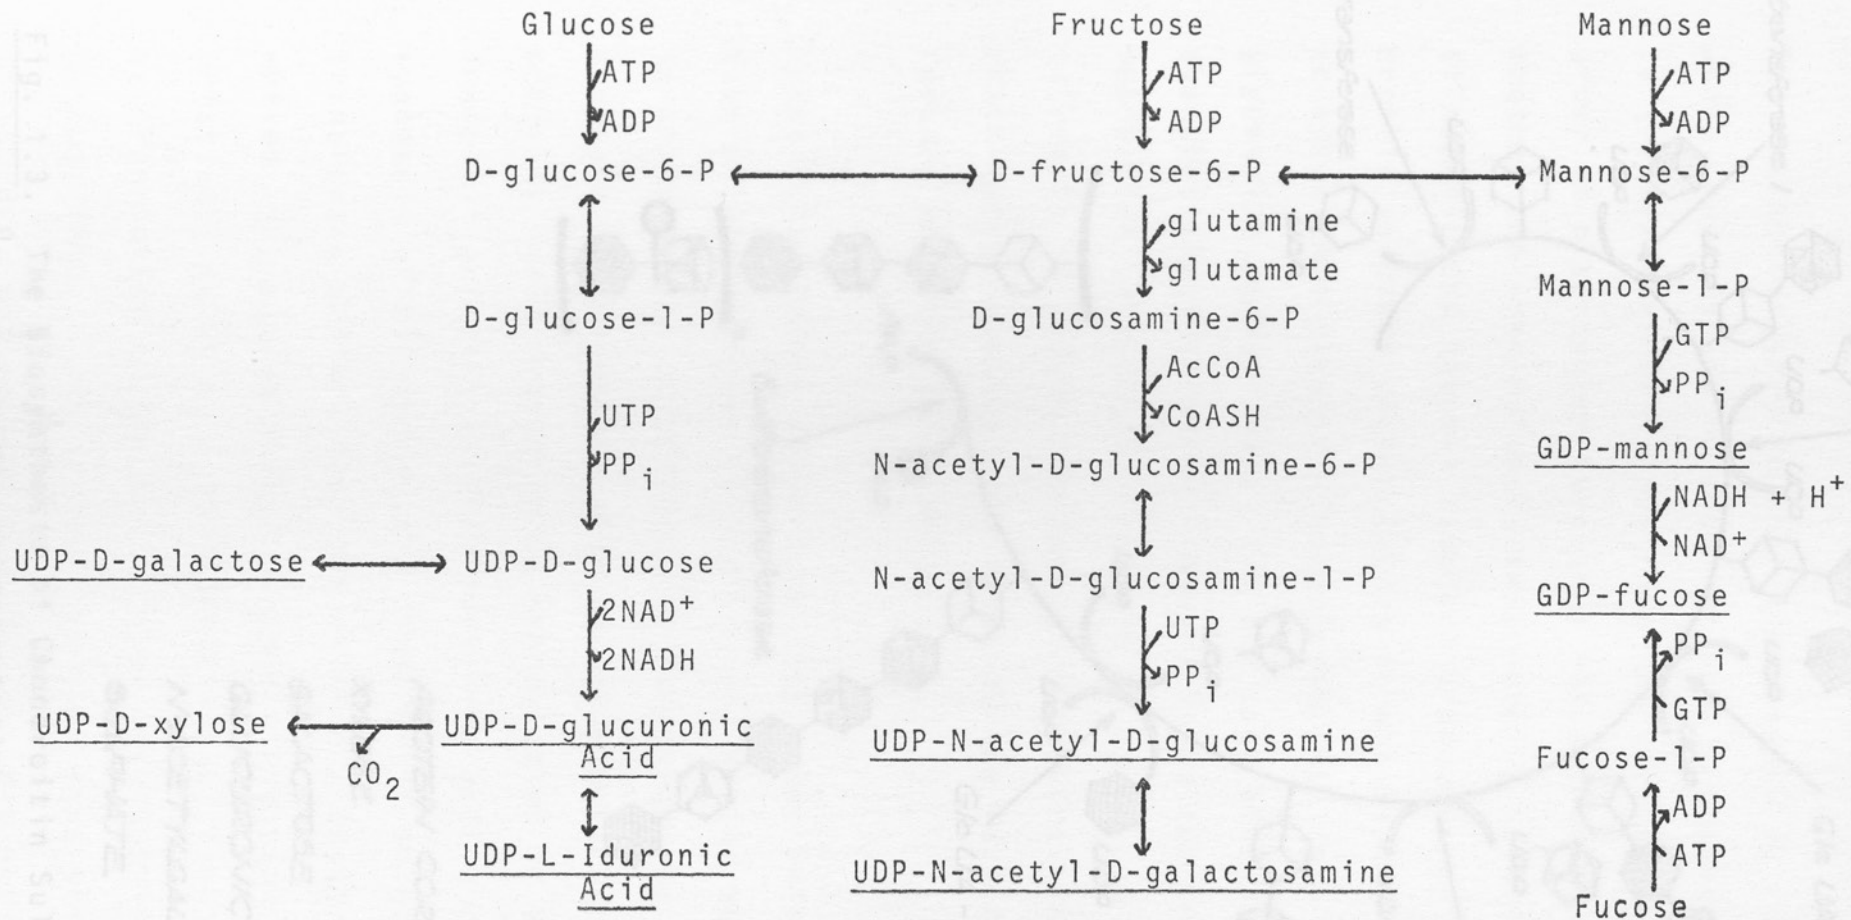 Glucose
ATP
ADP
D-glucose-6-P
D-glucose-1-P
UTP
PPi
UDP-D-galactose
UDP-D-glucose
2NAD+
2NADH
UDP-D-xylose
CO2
UDP-D-glucuronic
Acid
UDP-L-Iduronic
Acid
Fructose
ATP
ADP
D-fructose-6-P
glutamine
glutamate
D-glucosamine-6-P
AcCoA
CoASH
N-acetyl-D-glucosamine-6-P
N-acetyl-D-glucosamine-1-P
UTP
PPi
UDP-N-acetyl-D-glucosamine
UDP-N-acetyl-D-galactosamine
Mannose
ATP
ADP
Mannose-6-P
Mannose-1-P
GTP
PPi
GDP-mannose
NADH + H+
NAD+
GDP-fucose
PPi
GTP
Fucose-1-P
ADP
ATP
Fucose